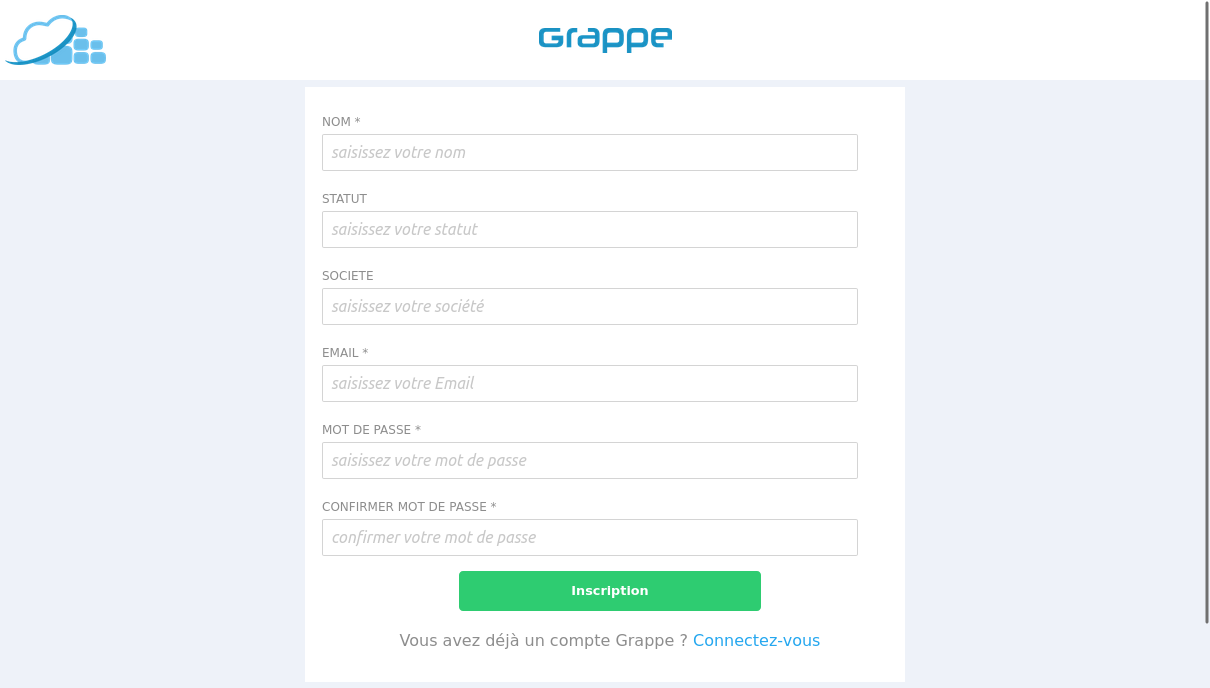 Grappe
NOM *
saisissez votre nom
STATUT
saisissez votre statut
SOCIETE
saisissez votre société
EMAIL *
saisissez votre Email
MOT DE PASSE *
saisissez votre mot de passe
CONFIRMER MOT DE PASSE *
confirmer votre mot de passe
Inscription
Vous avez déjà un compte Grappe ? Connectez-vous